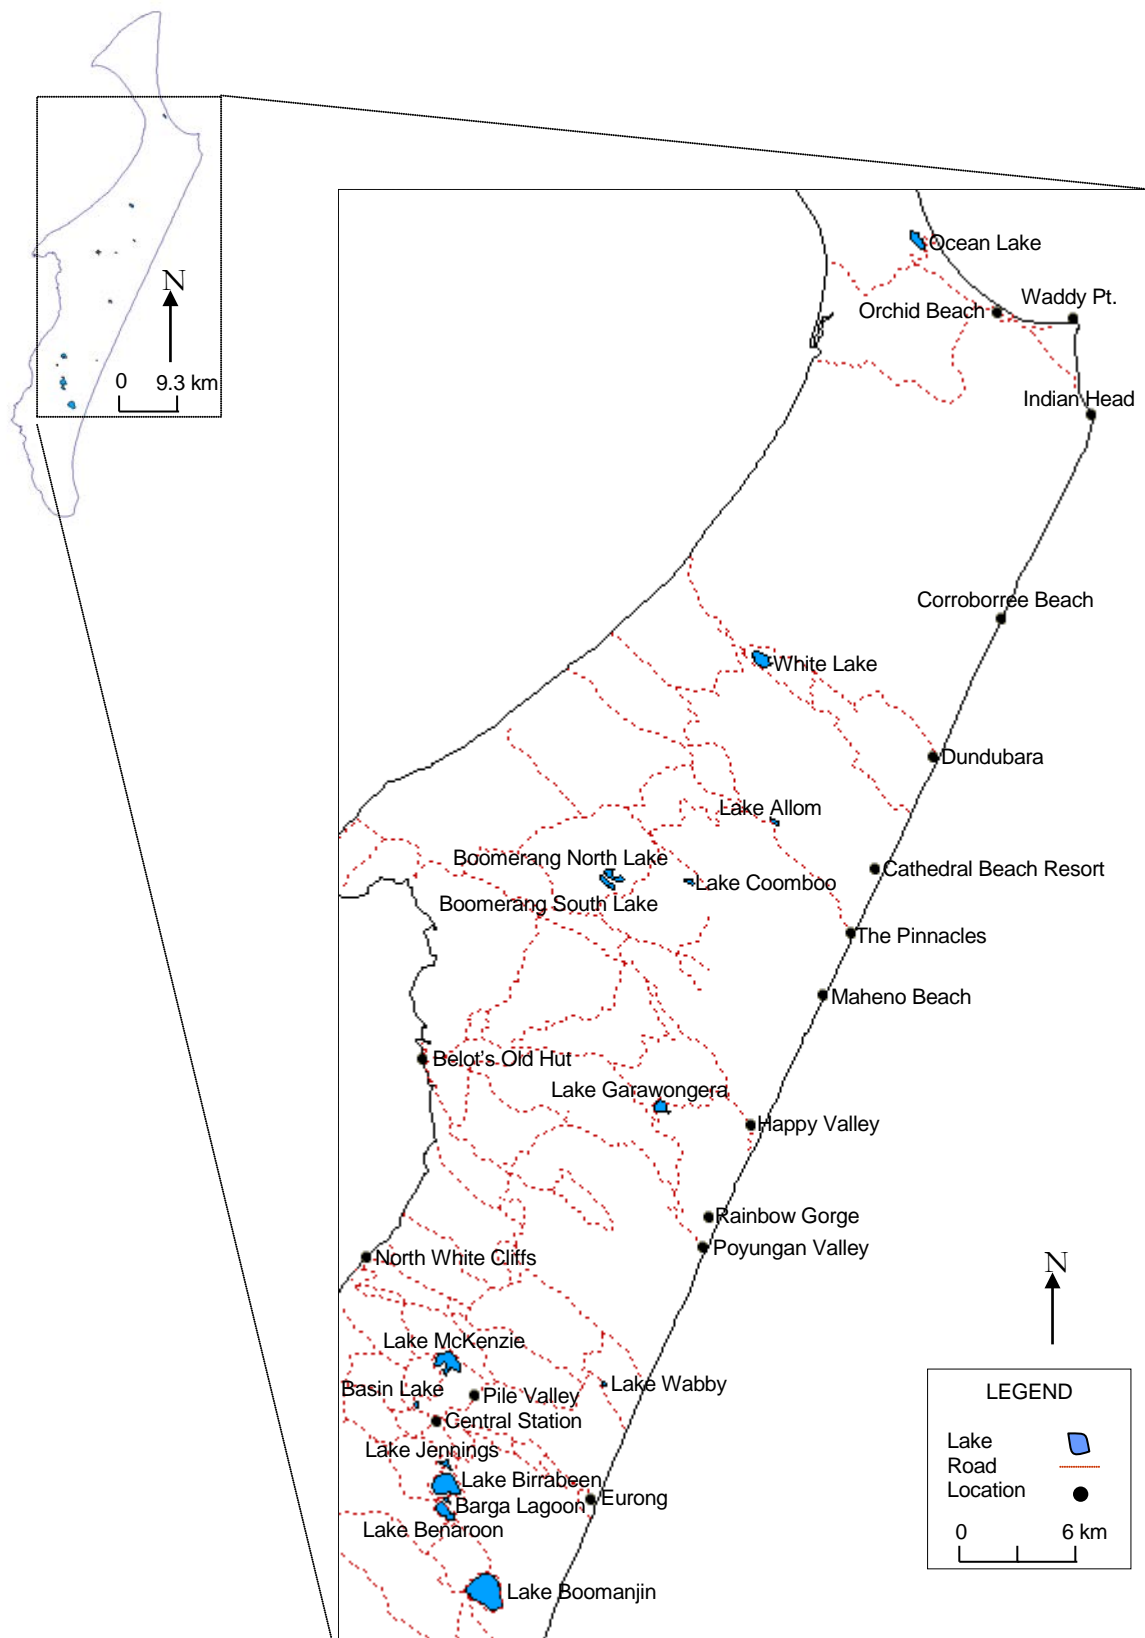 N
0 9.3 km
Ocean Lake
Waddy Pt.
Orchid Beach
Indian Head
Corroborree Beach
White Lake
Dundubara
Lake Allom
Boomerang North Lake
Cathedral Beach Resort
Lake Coomboo
Boomerang South Lake
The Pinnacles
Maheno Beach
Belot's Old Hut
Lake Garawongera
Happy Valley
Rainbow Gorge
Poyungan Valley
North White Cliffs
N
Lake McKenzie
Lake Wabby
Basin Lake
Pile Valley
Central Station
Lake Jennings
Lake Birrabeen
Eurong
Barga Lagoon
Lake Benaroon
Lake Boomanjin
LEGEND
Lake
Road
Location
0 6 km